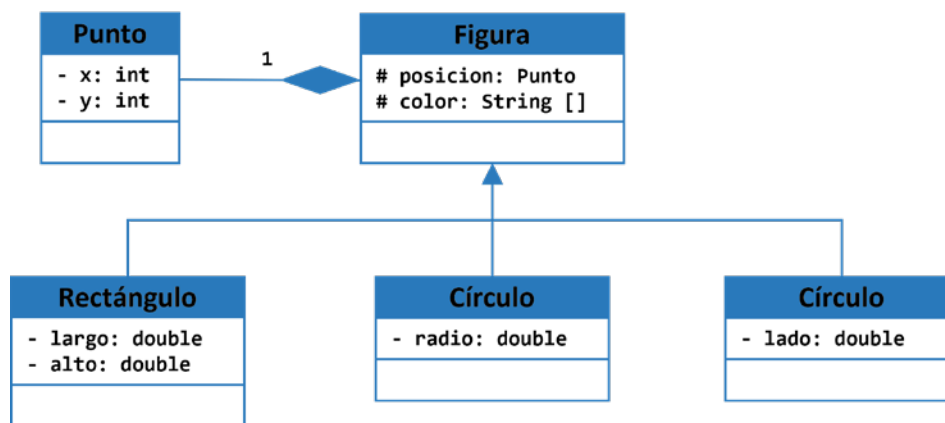 Punto
- x: int
- y: int
1
Figura
# posicion: Punto
# color: String []
Rectángulo
- largo: double
- alto: double
Círculo
- radio: double
Círculo
- lado: double